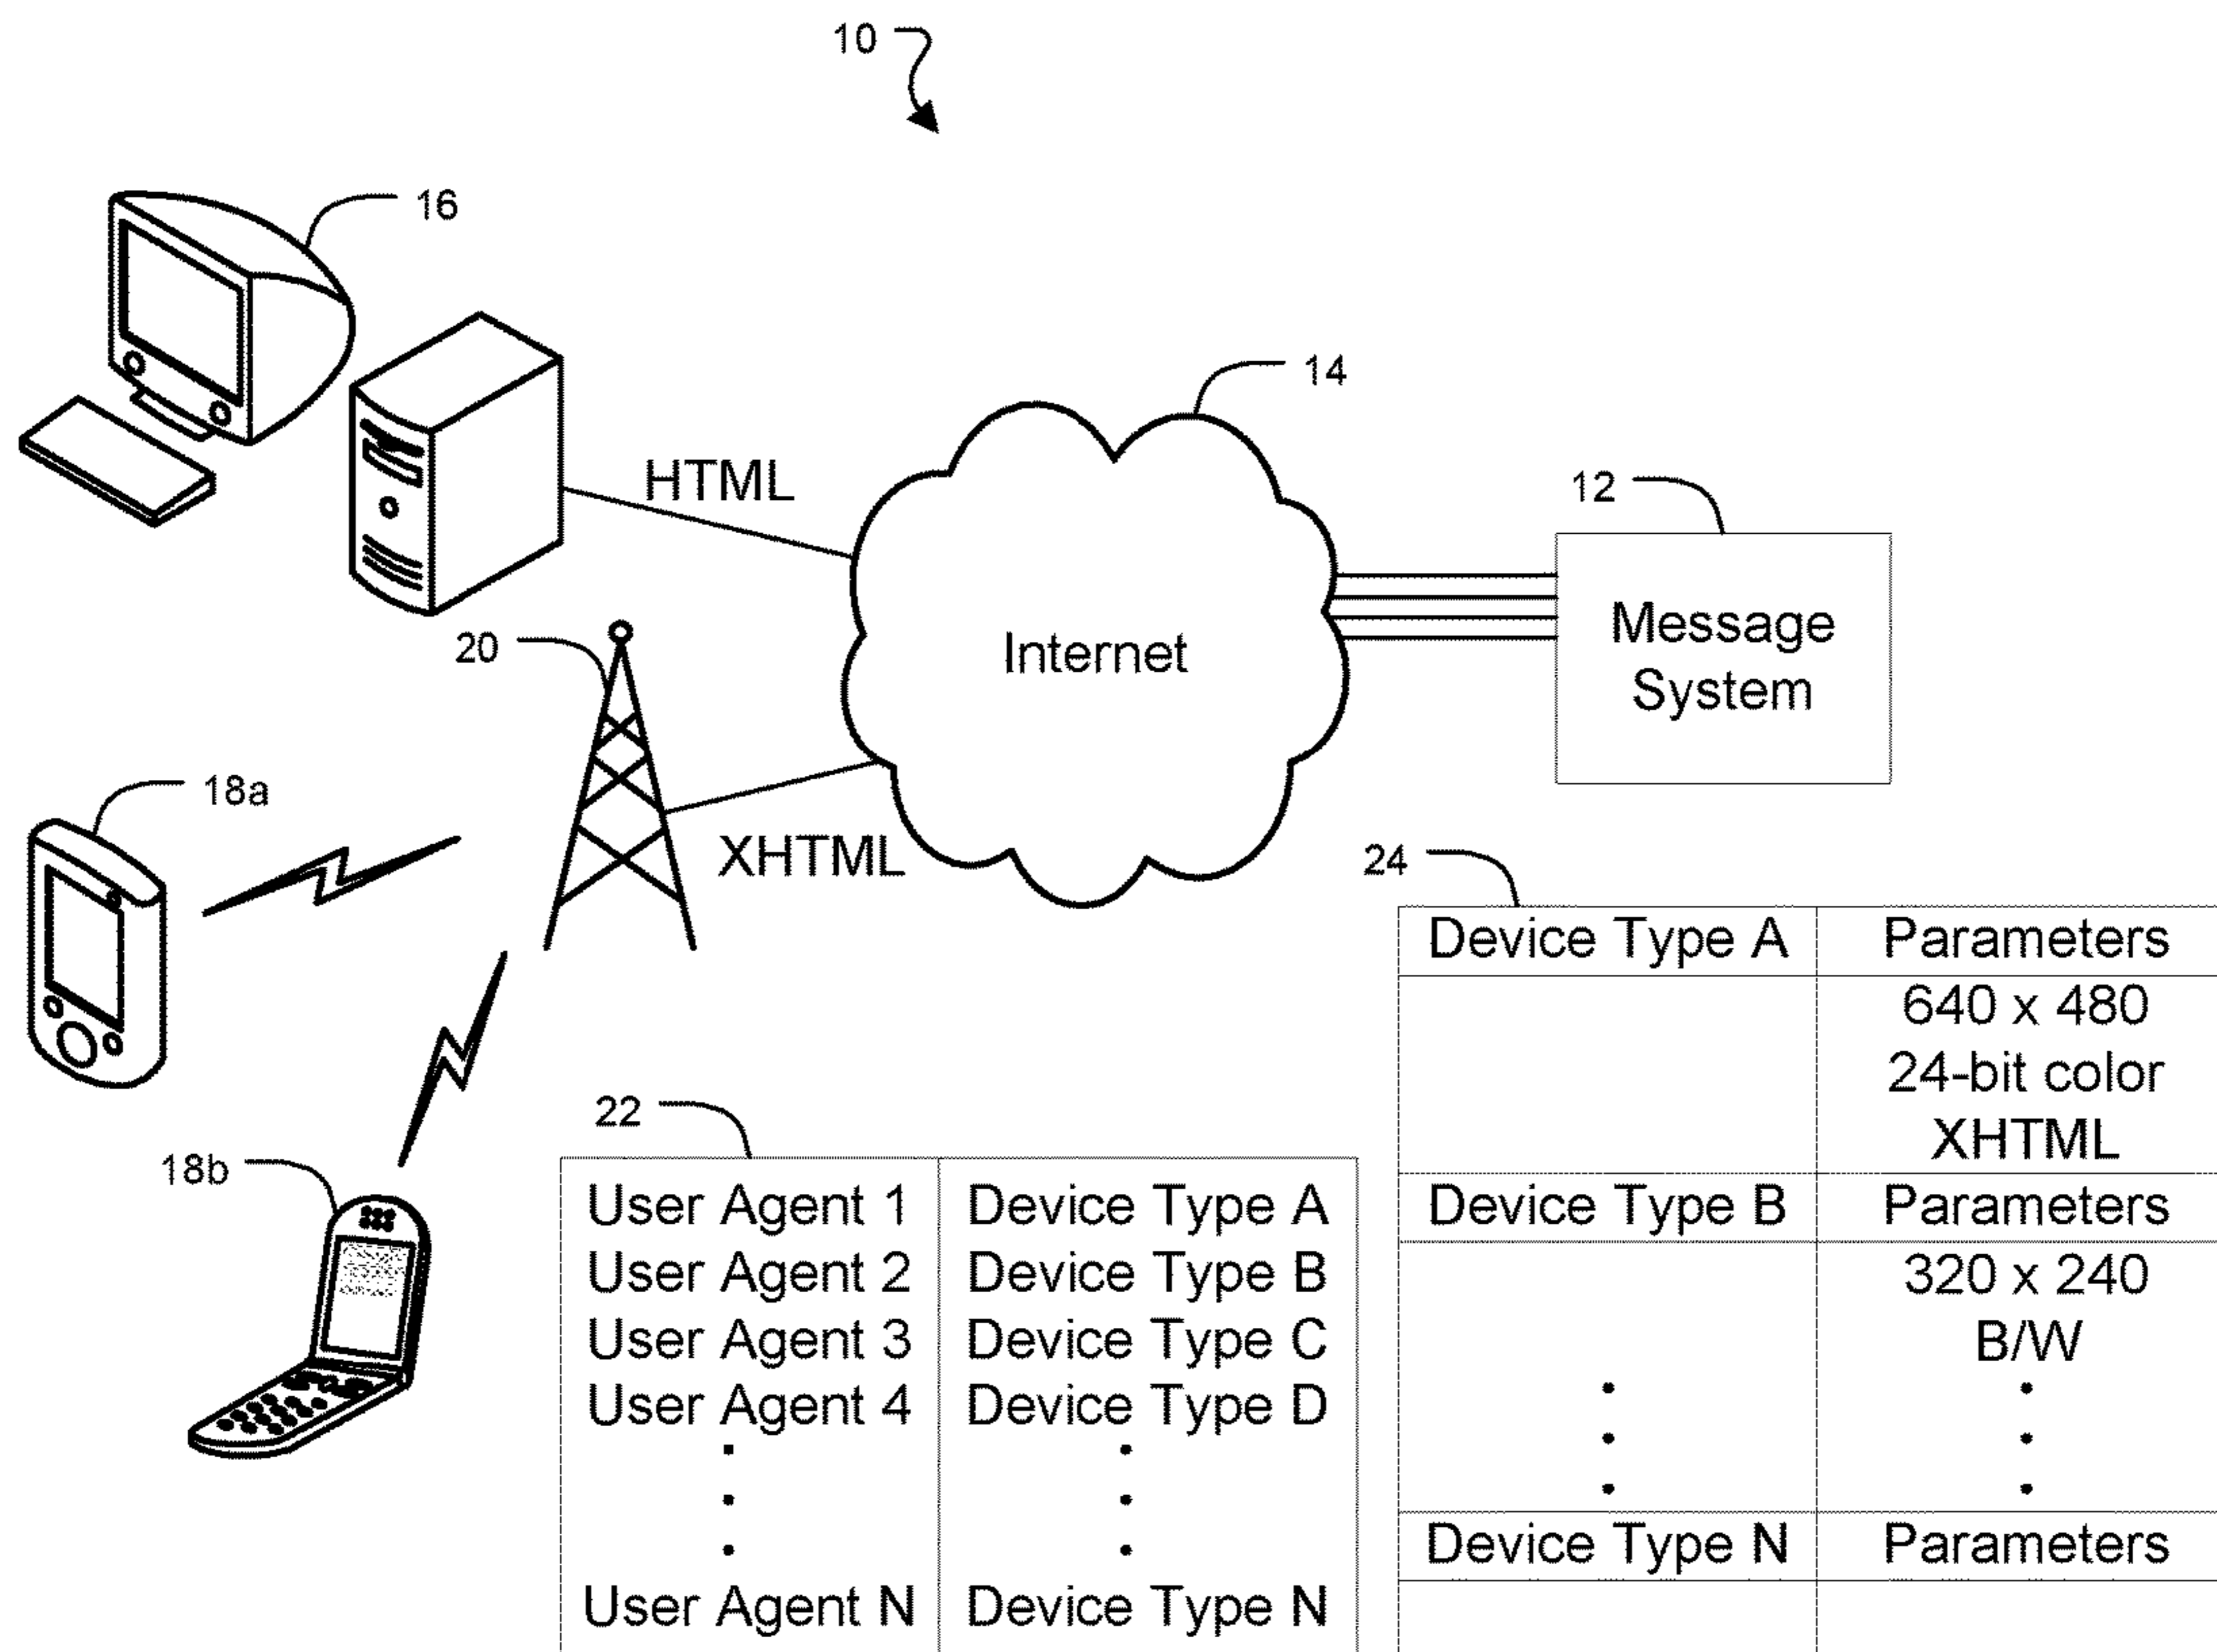 10
16
14
HTML
12
20
Internet
Message
System
18a
XHTML
24
Device Type A Parameters
640 x 480
24-bit color
XHTML
Device Type B Parameters
320 x 240
B/W
Device Type N Parameters
22
18b
User Agent 1 Device Type A
User Agent 2 Device Type B
User Agent 3 Device Type C
User Agent 4 Device Type D
User Agent N Device Type N